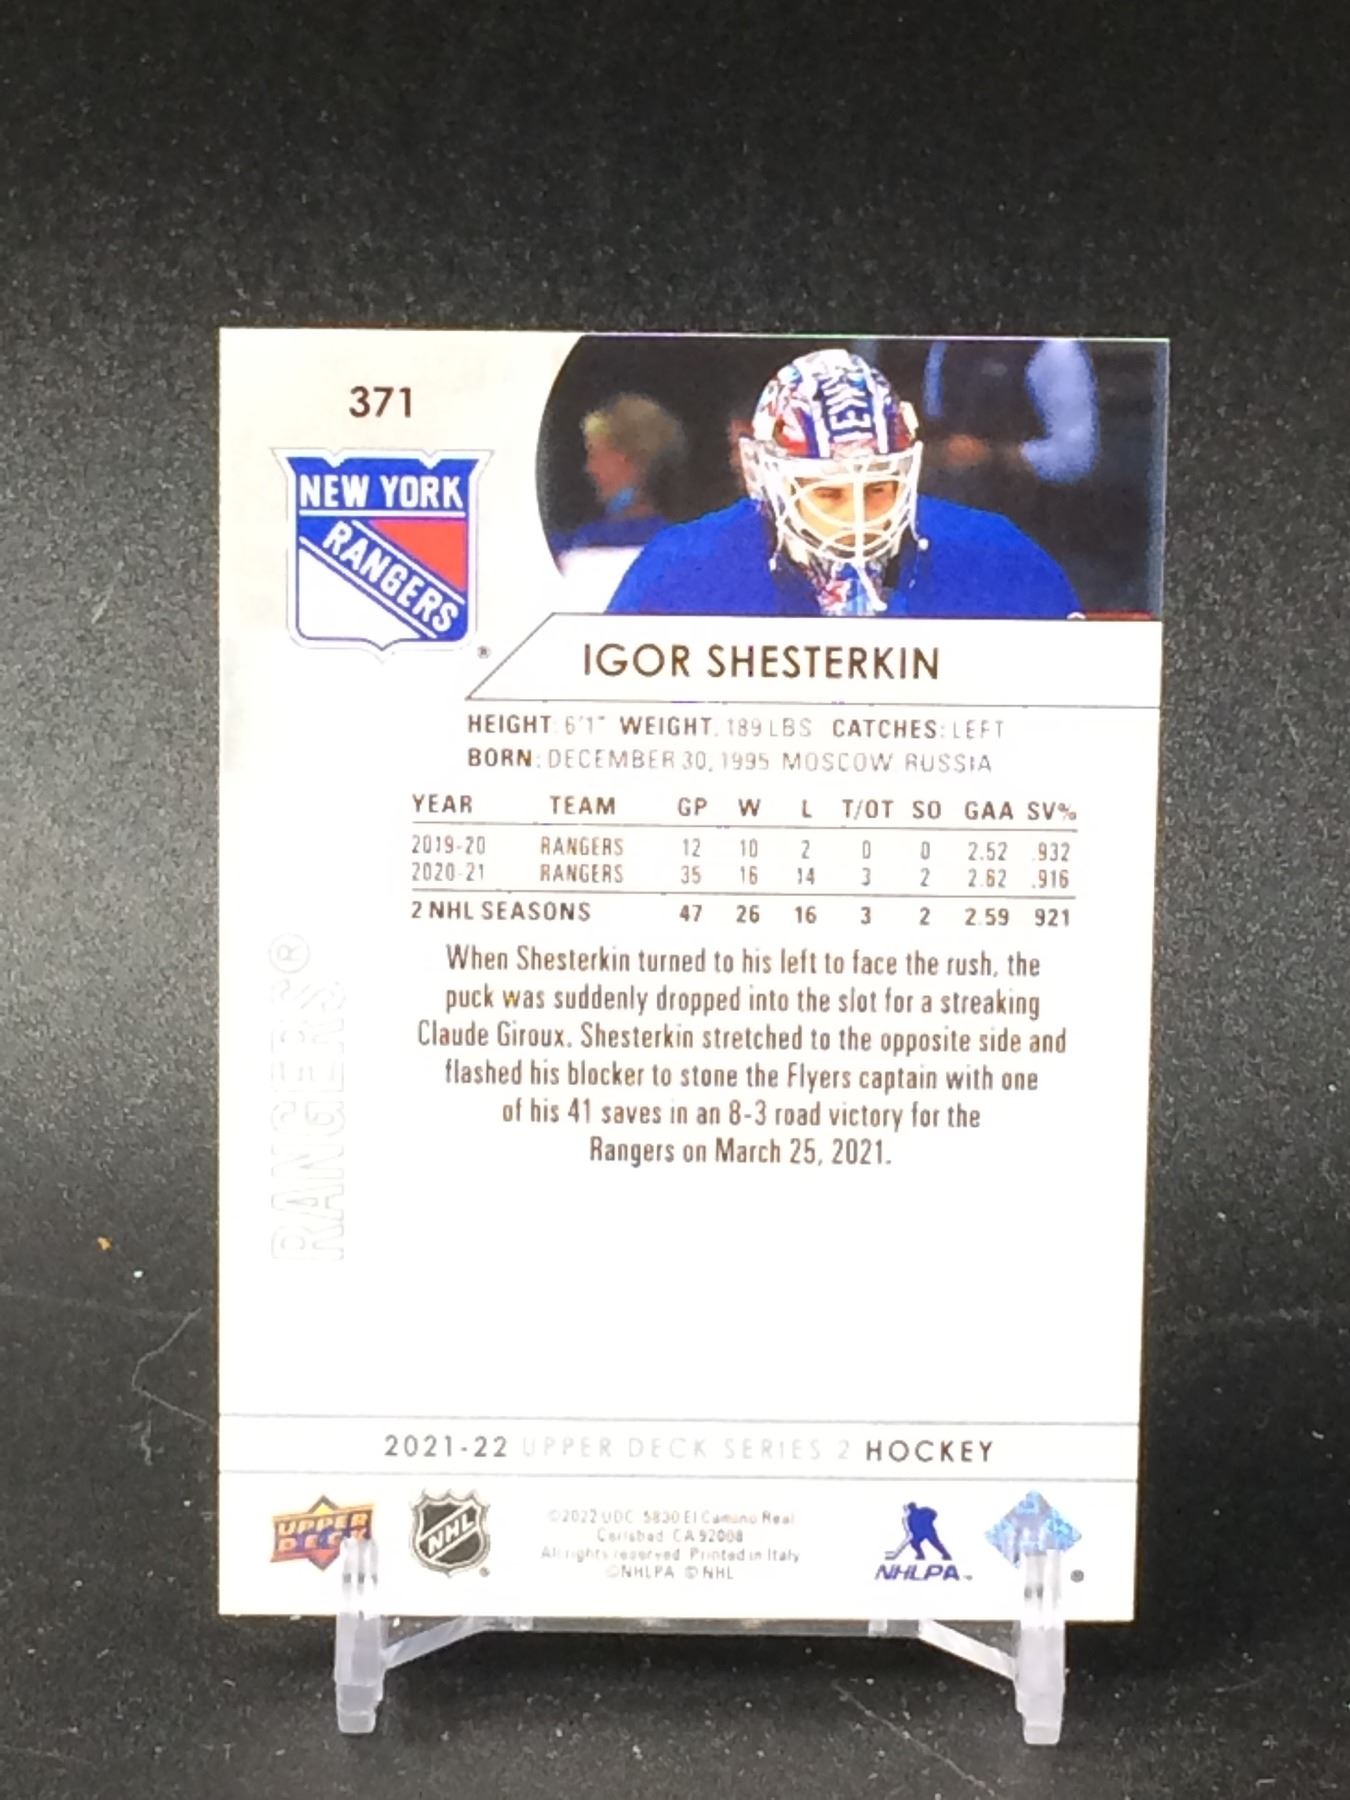 371
NEW YORK
RANGERS
®
IGOR SHESTERKIN
HEIGHT: 6'1" WEIGHT: 189 LBS CATCHES: LEFT
BORN: DECEMBER 30, 1995 MOSCOW RUSSIA
YEAR TEAM GP W L T/OT SO GAA SV%
2019-20 RANGERS 12 10 2 0 0 2.52 .932
2020-21 RANGERS 35 16 14 3 2 2.62 .916
2 NHL SEASONS 47 26 16 3 2 2.59 921
When Shesterkin turned to his left to face the rush, the
puck was suddenly dropped into the slot for a streaking
Claude Giroux. Shesterkin stretched to the opposite side and
flashed his blocker to stone the Flyers captain with one
of his 41 saves in an 8-3 road victory for the
Rangers on March 25, 2021.
RANGERS®
2021-22 UPPER DECK SERIES 2 HOCKEY
UPPER
DECK
NHL
©2022 UDC 5830 El Camino Real
Carlsbad CA 92008
All rights reserved Printed in Italy
©NHLPA ©NHL
NHLPA